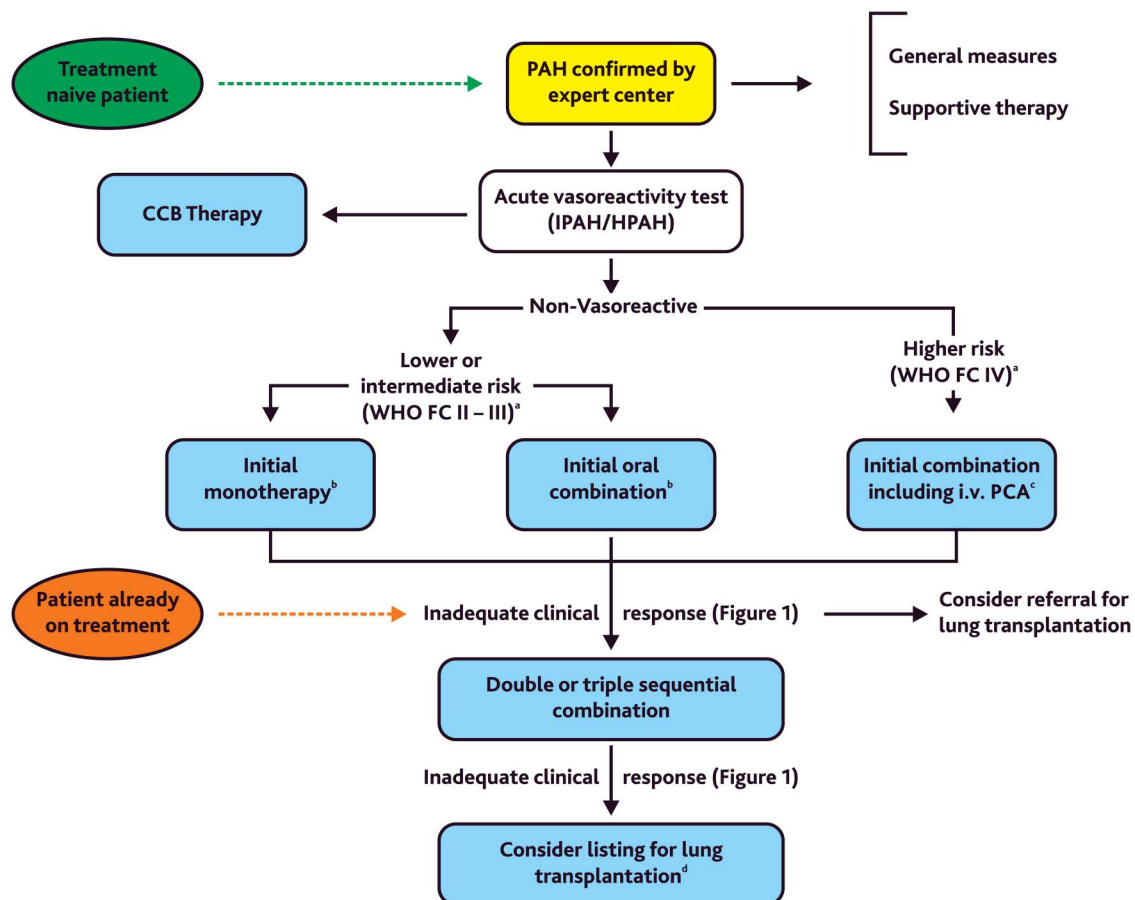 Treatment
naive patient
PAH confirmed by
expert center
General measures
Supportive therapy
CCB Therapy
Acute vasoreactivity test
(IPAH/HPAH)
Non-Vasoreactive
Lower or
intermediate risk
(WHO FC II – III)ᵃ
Higher risk
(WHO FC IV)ᵃ
Initial
monotherapyᵇ
Initial oral
combinationᵇ
Initial combination
including i.v. PCAᶜ
Patient already
on treatment
Inadequate clinical response (Figure 1)
Consider referral for
lung transplantation
Double or triple sequential
combination
Inadequate clinical response (Figure 1)
Consider listing for lung
transplantationᵈ